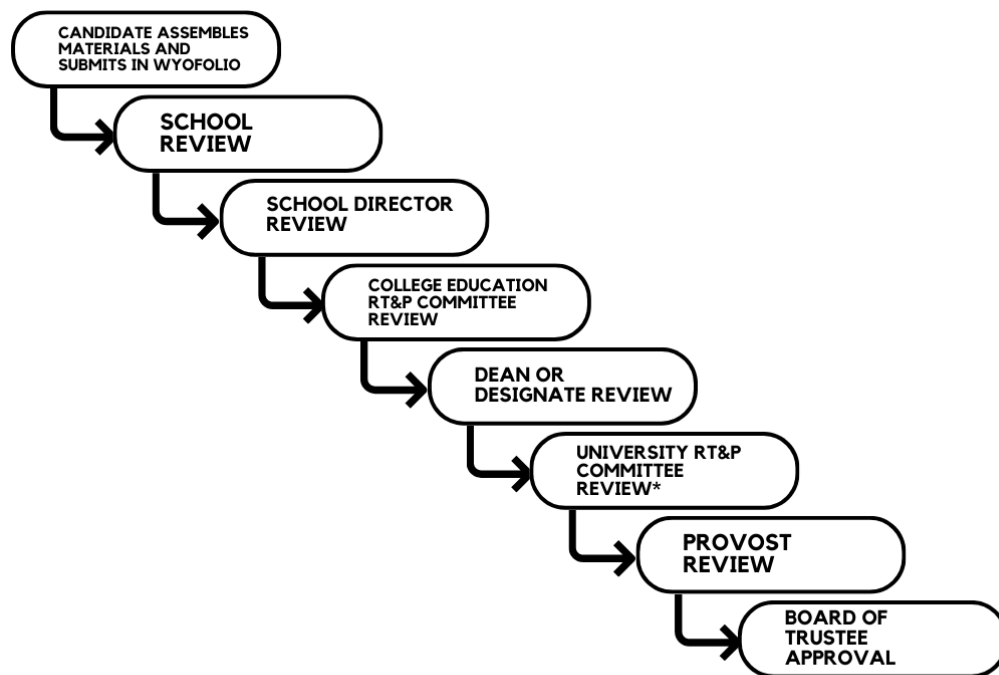 CANDIDATE ASSEMBLES
MATERIALS AND
SUBMITS IN WYOFOLIO
SCHOOL
REVIEW
SCHOOL DIRECTOR
REVIEW
COLLEGE EDUCATION
RT&P COMMITTEE
REVIEW
DEAN OR
DESIGNATE REVIEW
UNIVERSITY RT&P
COMMITTEE
REVIEW*
PROVOST
REVIEW
BOARD OF
TRUSTEE
APPROVAL